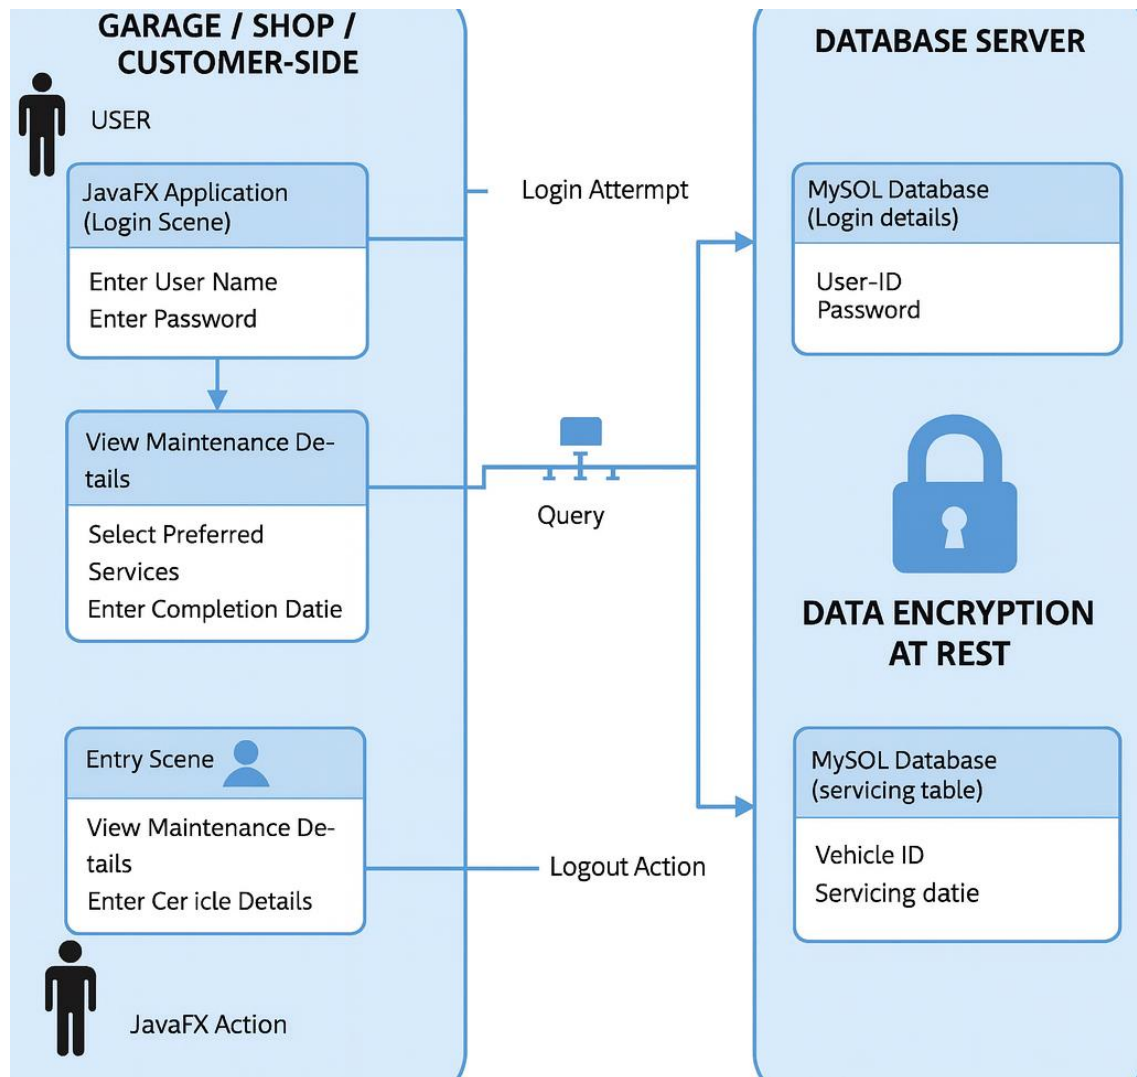 GARAGE / SHOP /
CUSTOMER-SIDE
USER
JavaFX Application
(Login Scene)
Enter User Name
Enter Password
View Maintenance De-
tails
Select Preferred
Services
Enter Completion Datie
Entry Scene
View Maintenance De-
tails
Enter Cer icle Details
JavaFX Action
Login Attermpt
Query
Logout Action
DATABASE SERVER
MySOL Database
(Login details)
User-ID
Password
DATA ENCRYPTION
AT REST
MySOL Database
(servicing table)
Vehicle ID
Servicing datie